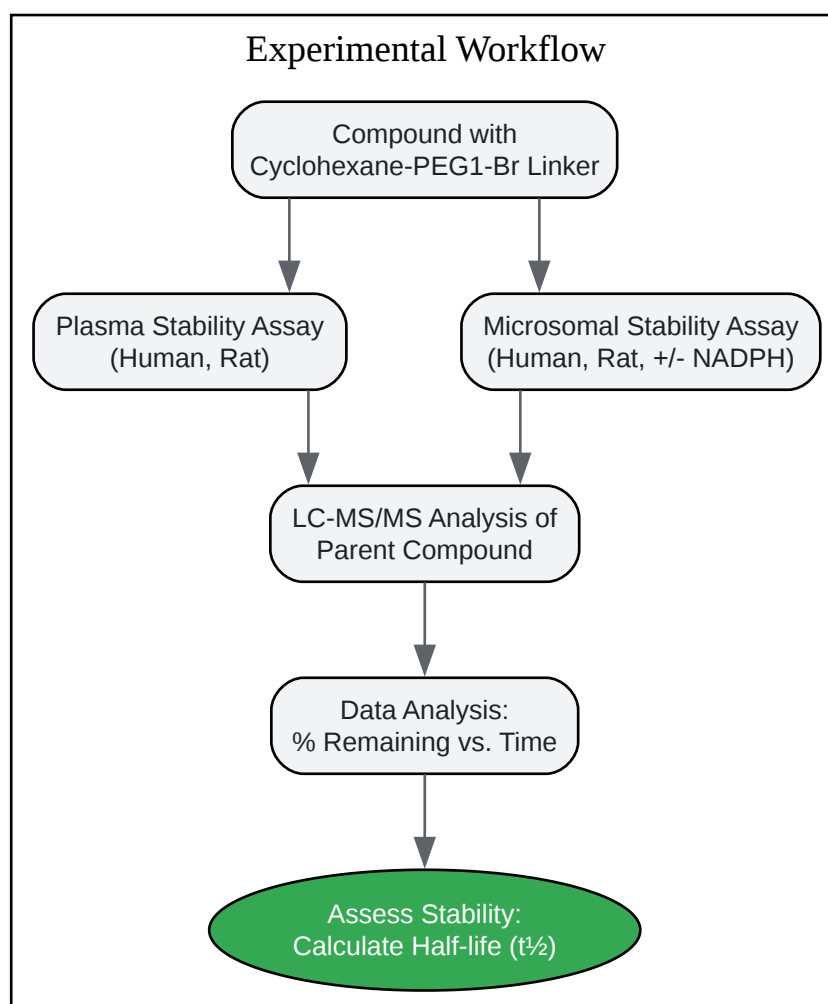 Experimental Workflow
Compound with
Cyclohexane-PEG1-Br Linker
Plasma Stability Assay
(Human, Rat)
Microsomal Stability Assay
(Human, Rat, +/- NADPH)
LC-MS/MS Analysis of
Parent Compound
Data Analysis:
% Remaining vs. Time
Assess Stability:
Calculate Half-life (t½)